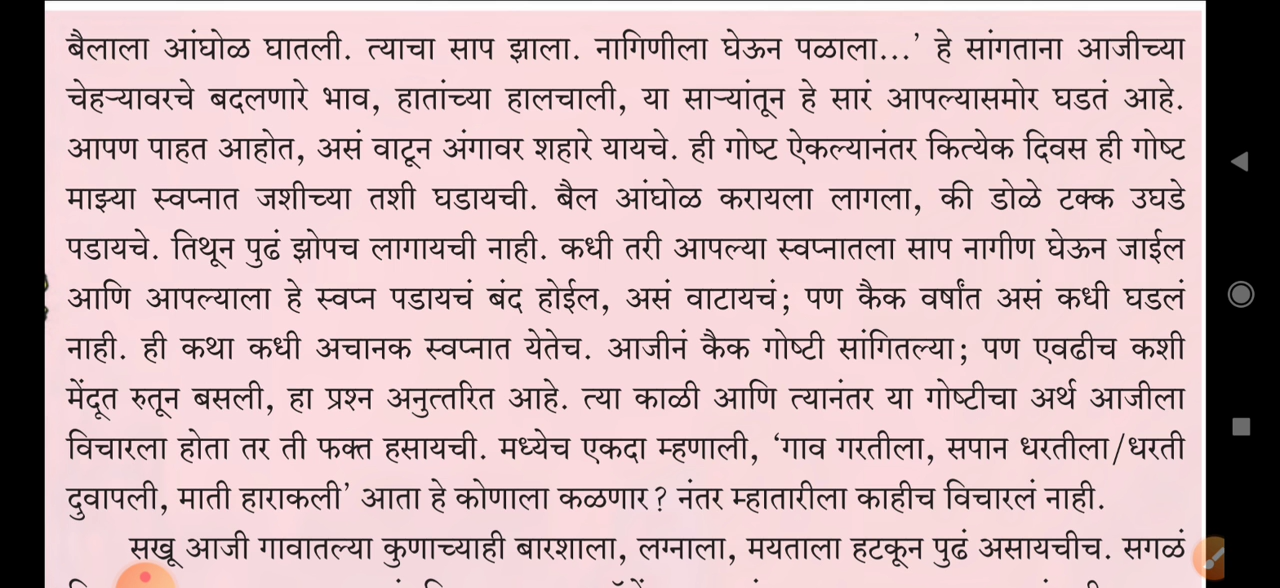 बैलाला आंघोळ घातली. त्याचा साप झाला. नागिणीला घेऊन पळाला...’ हे सांगताना आजीच्या
चेहऱ्यावरचे बदलणारे भाव, हातांच्या हालचाली, या साऱ्यांतून हे सारं आपल्यासमोर घडतं आहे.
आपण पाहत आहोत, असं वाटून अंगावर शहारे यायचे. ही गोष्ट ऐकल्यानंतर कित्येक दिवस ही गोष्ट
माझ्या स्वप्नात जशीच्या तशी घडायची. बैल आंघोळ करायला लागला, की डोळे टक्क उघडे
पडायचे. तिथून पुढं झोपच लागायची नाही. कधी तरी आपल्या स्वप्नातला साप नागीण घेऊन जाईल
आणि आपल्याला हे स्वप्न पडायचं बंद होईल, असं वाटायचं; पण कैक वर्षांत असं कधी घडलं
नाही. ही कथा कधी अचानक स्वप्नात येतेच. आजीनं कैक गोष्टी सांगितल्या; पण एवढीच कशी
मेंदूत रुतून बसली, हा प्रश्न अनुत्तरित आहे. त्या काळी आणि त्यानंतर या गोष्टीचा अर्थ आजीला
विचारला होता तर ती फक्त हसायची. मध्येच एकदा म्हणाली, ‘गाव गरतीला, सपान धरतीला/धरती
दुवापली, माती हाराकली’ आता हे कोणाला कळणार? नंतर म्हातारीला काहीच विचारलं नाही.
सखू आजी गावातल्या कुणाच्याही बारशाला, लग्नाला, मयताला हटकून पुढं असायचीच. सगळं